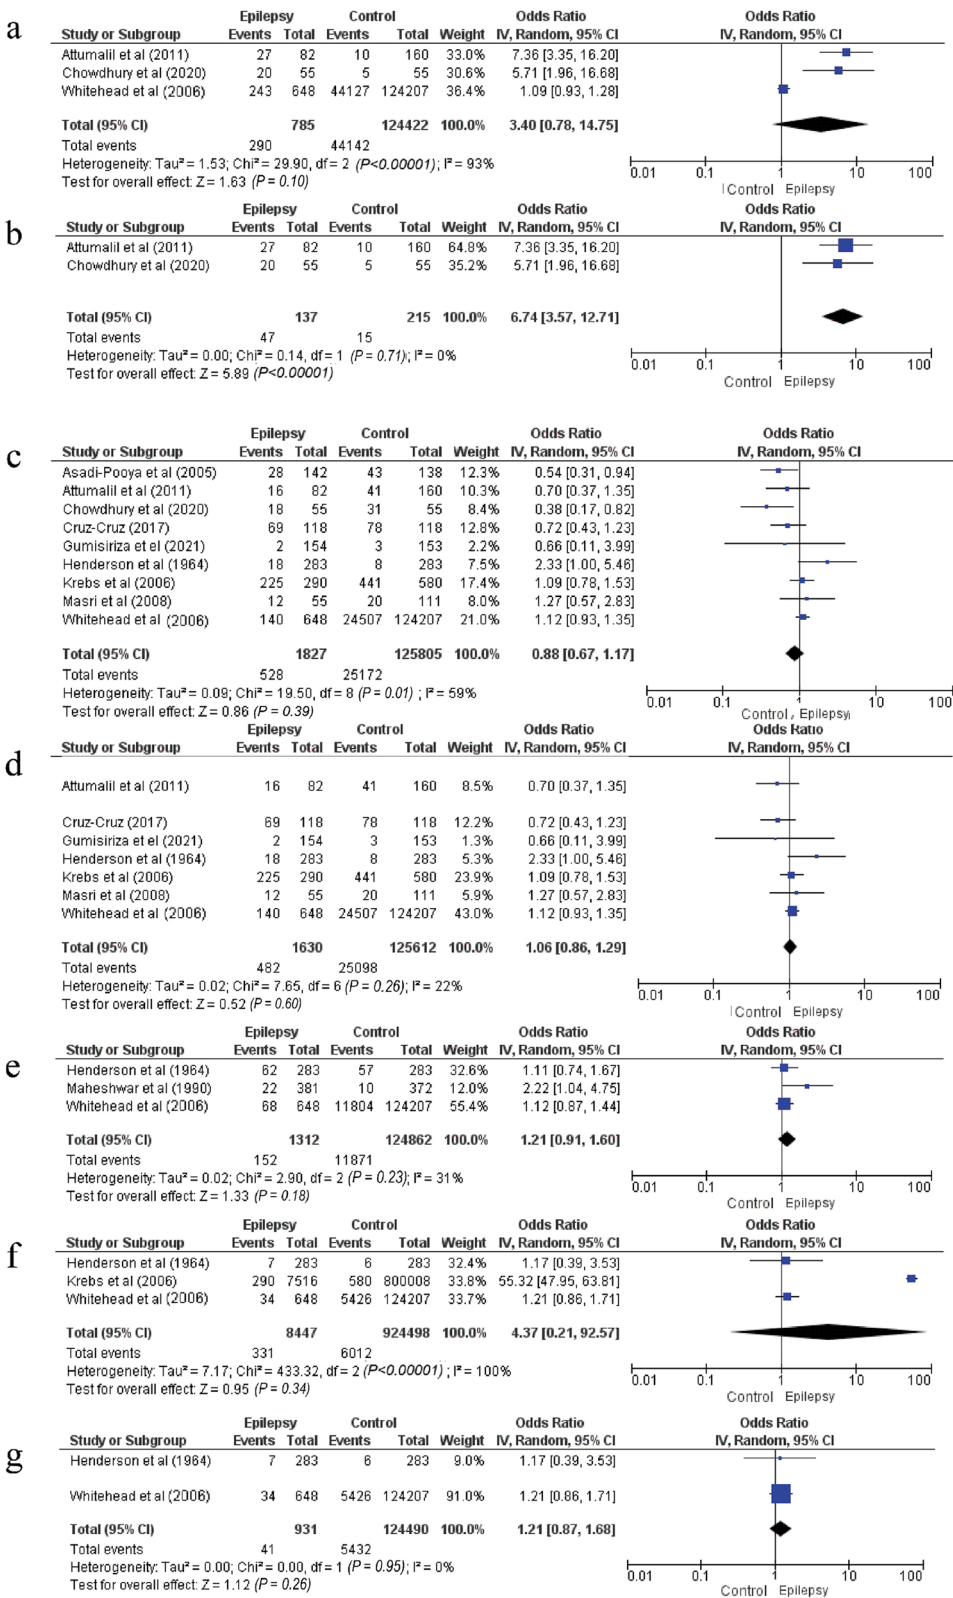 a
Epilepsy Control Odds Ratio Odds Ratio
Study or Subgroup Events Total Events Total Weight IV, Random, 95% CI IV, Random, 95% CI
Attumalil et al (2011) 27 82 10 160 33.0% 7.36 [3.35, 16.20]
Chowdhury et al (2020) 20 55 5 55 30.6% 5.71 [1.96, 16.68]
Whitehead et al (2006) 243 648 44127 124207 36.4% 1.09 [0.93, 1.28]
Total (95% CI) 785 124422 100.0% 3.40 [0.78, 14.75]
Total events 290 44142
Heterogeneity: Tau² = 1.53; Chi² = 29.90, df = 2 (P<0.00001); I² = 93%
Test for overall effect: Z = 1.63 (P = 0.10)
0.01 0.1 1 10 100
Control Epilepsy
b
Epilepsy Control Odds Ratio Odds Ratio
Study or Subgroup Events Total Events Total Weight IV, Random, 95% CI IV, Random, 95% CI
Attumalil et al (2011) 27 82 10 160 64.8% 7.36 [3.35, 16.20]
Chowdhury et al (2020) 20 55 5 55 35.2% 5.71 [1.96, 16.68]
Total (95% CI) 137 215 100.0% 6.74 [3.57, 12.71]
Total events 47 15
Heterogeneity: Tau² = 0.00; Chi² = 0.14, df = 1 (P = 0.71); I² = 0%
Test for overall effect: Z = 5.89 (P<0.00001)
0.01 0.1 1 10 100
Control Epilepsy
c
Epilepsy Control Odds Ratio Odds Ratio
Study or Subgroup Events Total Events Total Weight IV, Random, 95% CI IV, Random, 95% CI
Asadi-Pooya et al (2005) 28 142 43 138 12.3% 0.54 [0.31, 0.94]
Attumalil et al (2011) 16 82 41 160 10.3% 0.70 [0.37, 1.35]
Chowdhury et al (2020) 18 55 31 55 8.4% 0.38 [0.17, 0.82]
Cruz-Cruz (2017) 69 118 78 118 12.8% 0.72 [0.43, 1.23]
Gumisiriza et el (2021) 2 154 3 153 2.2% 0.66 [0.11, 3.99]
Henderson et al (1964) 18 283 8 283 7.5% 2.33 [1.00, 5.46]
Krebs et al (2006) 225 290 441 580 17.4% 1.09 [0.78, 1.53]
Masri et al (2008) 12 55 20 111 8.0% 1.27 [0.57, 2.83]
Whitehead et al (2006) 140 648 24507 124207 21.0% 1.12 [0.93, 1.35]
Total (95% CI) 1827 125805 100.0% 0.88 [0.67, 1.17]
Total events 528 25172
Heterogeneity: Tau² = 0.09; Chi² = 19.50, df = 8 (P = 0.01) ; I² = 59%
Test for overall effect: Z = 0.86 (P = 0.39)
0.01 0.1 1 10 100
Control Epilepsy
d
Epilepsy Control Odds Ratio Odds Ratio
Study or Subgroup Events Total Events Total Weight IV, Random, 95% CI IV, Random, 95% CI
Attumalil et al (2011) 16 82 41 160 8.5% 0.70 [0.37, 1.35]
Cruz-Cruz (2017) 69 118 78 118 12.2% 0.72 [0.43, 1.23]
Gumisiriza et el (2021) 2 154 3 153 1.3% 0.66 [0.11, 3.99]
Henderson et al (1964) 18 283 8 283 5.3% 2.33 [1.00, 5.46]
Krebs et al (2006) 225 290 441 580 23.9% 1.09 [0.78, 1.53]
Masri et al (2008) 12 55 20 111 5.9% 1.27 [0.57, 2.83]
Whitehead et al (2006) 140 648 24507 124207 43.0% 1.12 [0.93, 1.35]
Total (95% CI) 1630 125612 100.0% 1.06 [0.86, 1.29]
Total events 482 25098
Heterogeneity: Tau² = 0.02; Chi² = 7.65, df = 6 (P = 0.26); I² = 22%
Test for overall effect: Z = 0.52 (P = 0.60)
0.01 0.1 1 10 100
Control Epilepsy
e
Epilepsy Control Odds Ratio Odds Ratio
Study or Subgroup Events Total Events Total Weight IV, Random, 95% CI IV, Random, 95% CI
Henderson et al (1964) 62 283 57 283 32.6% 1.11 [0.74, 1.67]
Maheshwar et al (1990) 22 381 10 372 12.0% 2.22 [1.04, 4.75]
Whitehead et al (2006) 68 648 11804 124207 55.4% 1.12 [0.87, 1.44]
Total (95% CI) 1312 124862 100.0% 1.21 [0.91, 1.60]
Total events 152 11871
Heterogeneity: Tau² = 0.02; Chi² = 2.90, df = 2 (P = 0.23); I² = 31%
Test for overall effect: Z = 1.33 (P = 0.18)
0.01 0.1 1 10 100
Control Epilepsy
f
Epilepsy Control Odds Ratio Odds Ratio
Study or Subgroup Events Total Events Total Weight IV, Random, 95% CI IV, Random, 95% CI
Henderson et al (1964) 7 283 6 283 32.4% 1.17 [0.39, 3.53]
Krebs et al (2006) 290 7516 580 800008 33.8% 55.32 [47.95, 63.81]
Whitehead et al (2006) 34 648 5426 124207 33.7% 1.21 [0.86, 1.71]
Total (95% CI) 8447 924498 100.0% 4.37 [0.21, 92.57]
Total events 331 6012
Heterogeneity: Tau² = 7.17; Chi² = 433.32, df = 2 (P<0.00001) ; I² = 100%
Test for overall effect: Z = 0.95 (P = 0.34)
0.01 0.1 1 10 100
Control Epilepsy
g
Epilepsy Control Odds Ratio Odds Ratio
Study or Subgroup Events Total Events Total Weight IV, Random, 95% CI IV, Random, 95% CI
Henderson et al (1964) 7 283 6 283 9.0% 1.17 [0.39, 3.53]
Whitehead et al (2006) 34 648 5426 124207 91.0% 1.21 [0.86, 1.71]
Total (95% CI) 931 124490 100.0% 1.21 [0.87, 1.68]
Total events 41 5432
Heterogeneity: Tau² = 0.00; Chi² = 0.00, df = 1 (P = 0.95); I² = 0%
Test for overall effect: Z = 1.12 (P = 0.26)
0.01 0.1 1 10 100
Control Epilepsy